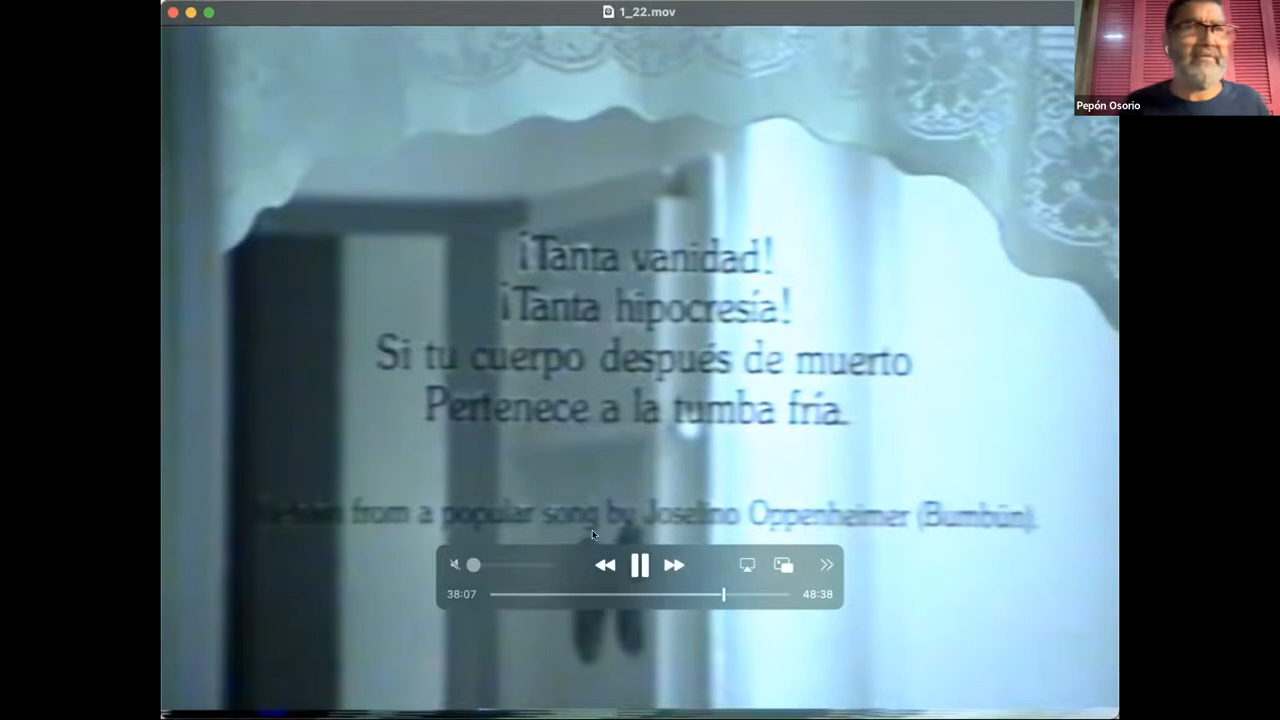 1_22.mov
Pepón Osorio
¡Tanta vanidad!
¡Tanta hipocresía!
Si tu cuerpo después de muerto
Pertenece a la tumba fría.
from a popular song by Joselino Oppenheimer (Bumbún).
38:07
48:38